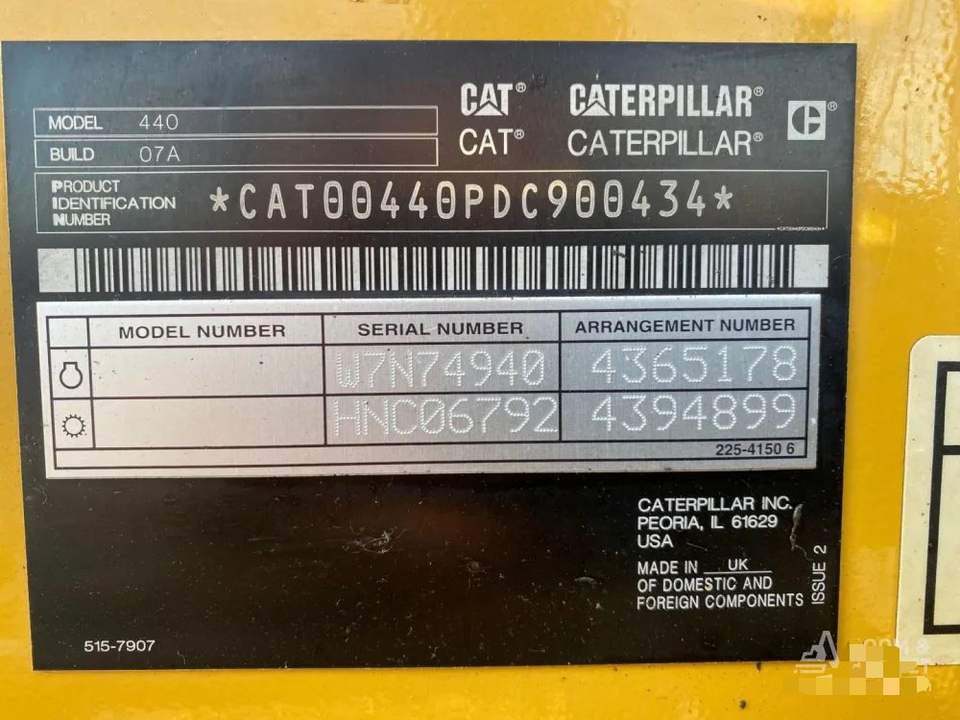 CAT® CATERPILLAR®
CAT® CATERPILLAR®
MODEL 440
BUILD 07A
PRODUCT IDENTIFICATION NUMBER *CAT00440PDC900434*
MODEL NUMBER SERIAL NUMBER ARRANGEMENT NUMBER
W7N74940 4365178
HNC06792 4394899
225-4150 6
CATERPILLAR INC.
PEORIA, IL 61629
USA
MADE IN UK
OF DOMESTIC AND
FOREIGN COMPONENTS
ISSUE 2
515-7907